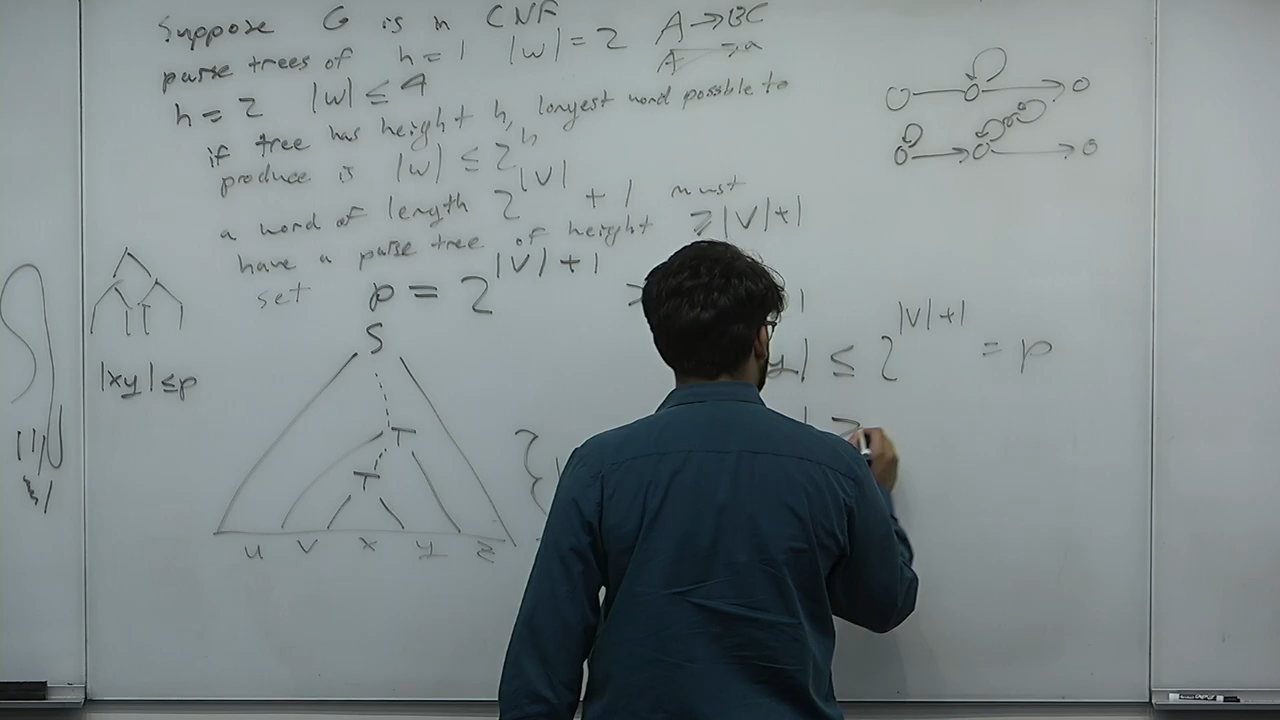 Suppose G is in CNF
A → BC
parse trees of h = 1 |w| = 2
A → a
h = 2 |w| ≤ 4
if tree has height h, longest word possible to
produce is |w| ≤ 2^h
a word of length 2^|V| + 1 must
have a parse tree of height ≥ |V| + 1
set p = 2^|V| + 1
|xy| ≤ p
S
T
T
u v x y z
y| ≤ 2^|V| + 1 = p